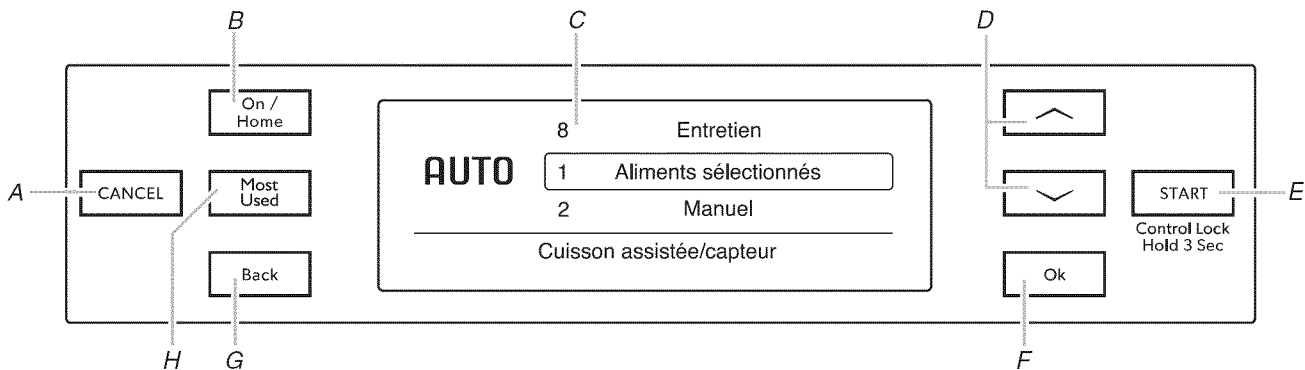 B
C
D
On /
Home
8 Entretien
AUTO
1 Aliments sélectionnés
A
CANCEL
Most
Used
2 Manuel
START
E
Control Lock
Hold 3 Sec
Cuisson assistée/capteur
Back
Ok
H
G
F